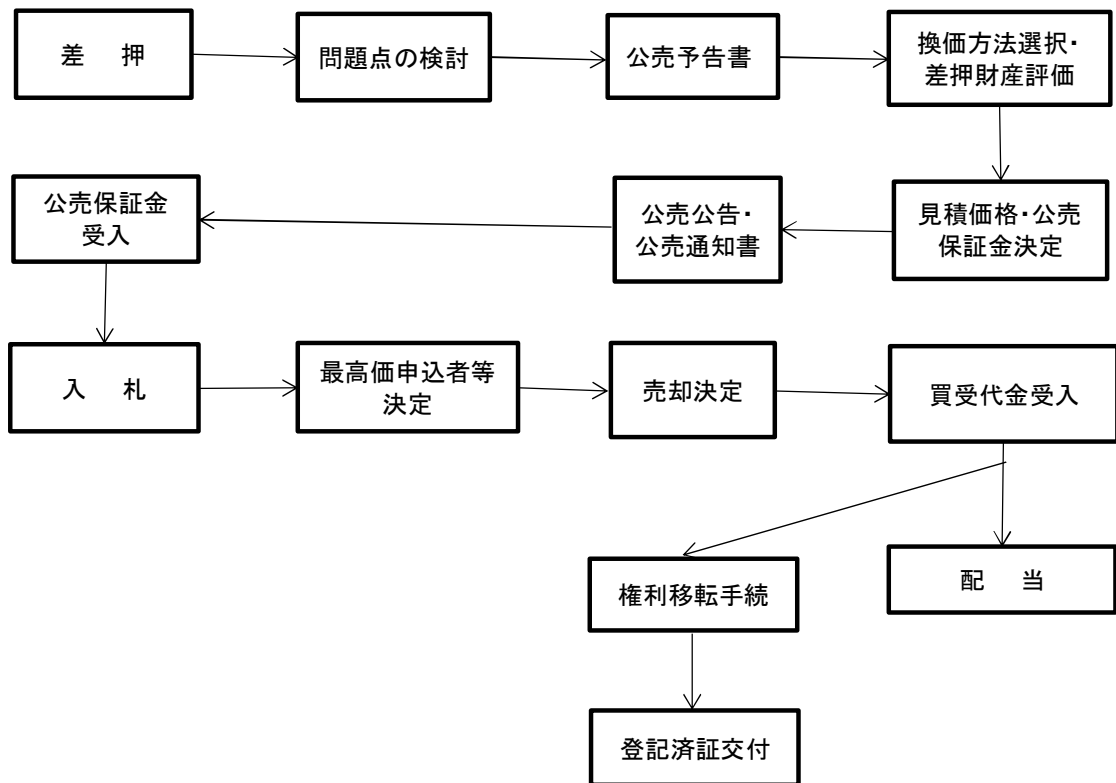 差　押
問題点の検討
公売予告書
換価方法選択・
差押財産評価
公売保証金
受入
公売公告・
公売通知書
見積価格・公売
保証金決定
入　札
最高価申込者等
決定
売却決定
買受代金受入
権利移転手続
配　当
登記済証交付